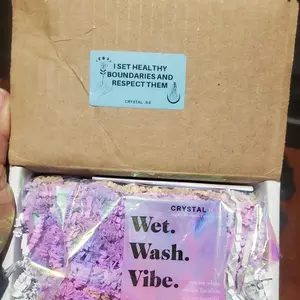 I SET HEALTHY
BOUNDARIES AND
RESPECT THEM
CRYSTAL
CRYSTAL
Wet.
Wash.
Vibe.